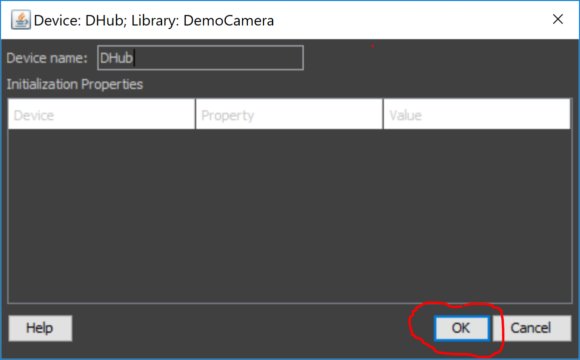 Device: DHub; Library: DemoCamera
Device name: DHub
Initialization Properties
Device Property Value
Help OK Cancel